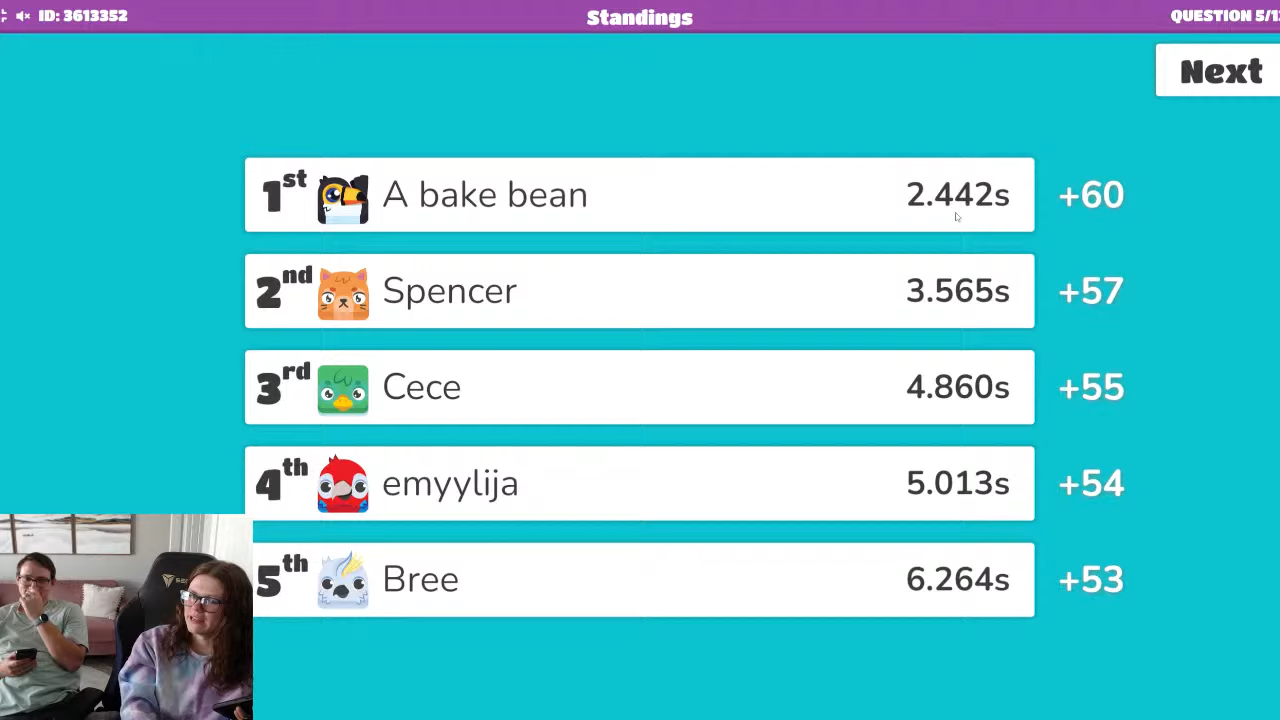 ID: 3613352
Standings
QUESTION 5/1
Next
1st A bake bean 2.442s +60
2nd Spencer 3.565s +57
3rd Cece 4.860s +55
4th emyylija 5.013s +54
5th Bree 6.264s +53